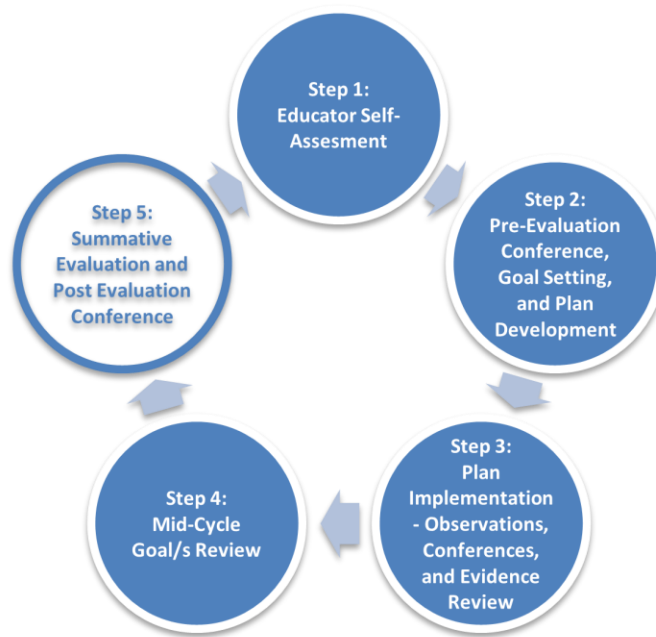 Step 1:
Educator Self-
Assesment
Step 2:
Pre-Evaluation
Conference,
Goal Setting,
and Plan
Development
Step 3:
Plan
Implementation
- Observations,
Conferences,
and Evidence
Review
Step 4:
Mid-Cycle
Goal/s Review
Step 5:
Summative
Evaluation and
Post Evaluation
Conference